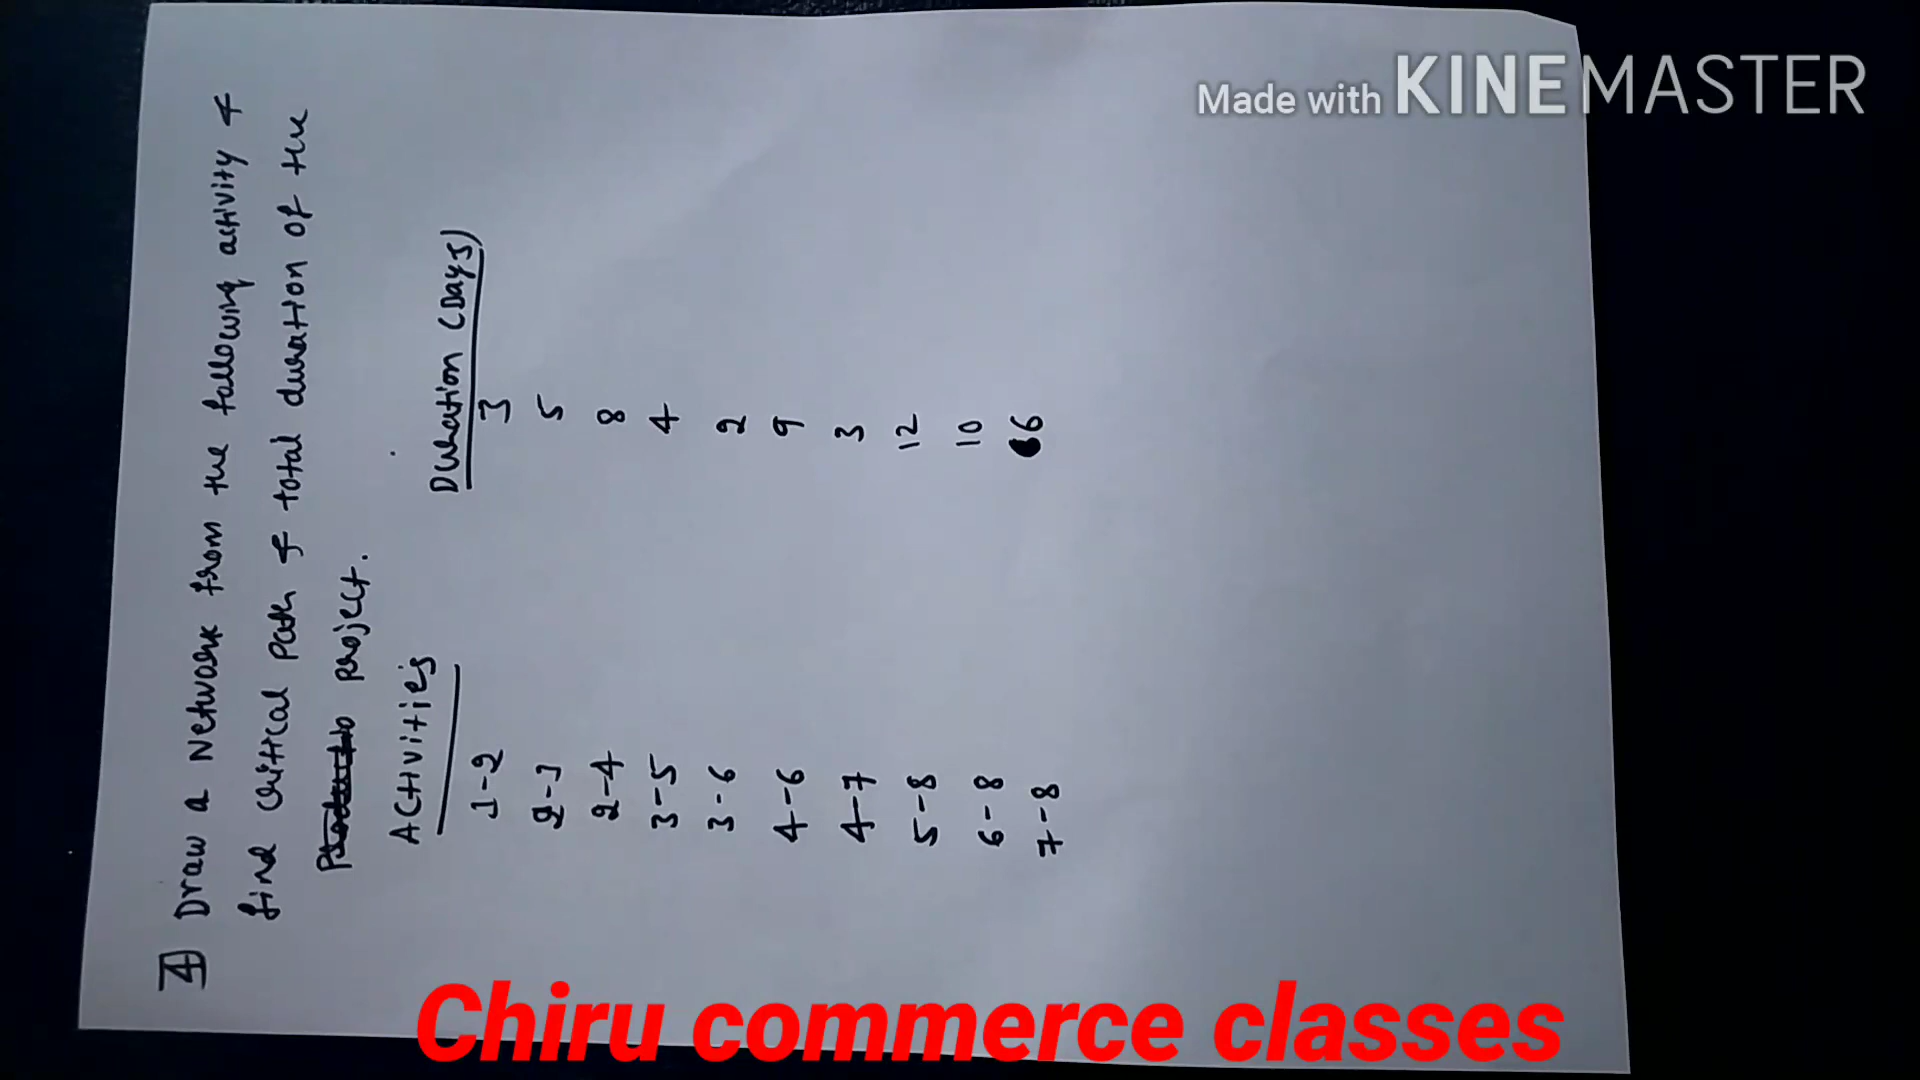 Made with KINEMASTER
4 Draw a Network from the following activity &
find critical path & total duration of the
project.
Activities Duration (Days)
1-2 3
2-3 5
2-4 8
3-5 4
3-6 2
4-6 9
4-7 3
5-8 12
6-8 10
7-8 6
Chiru commerce classes